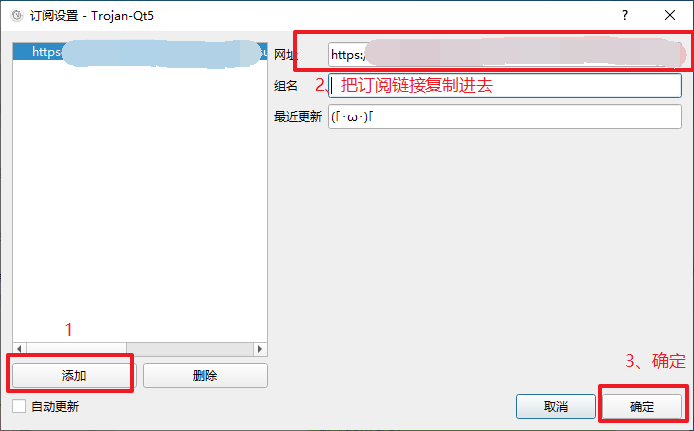 订阅设置 - Trojan-Qt5
https
su
网址
https:/
组名
2、把订阅链接复制进去
最近更新
(｢･ω･)｢
1
添加
删除
3、确定
自动更新
取消
确定